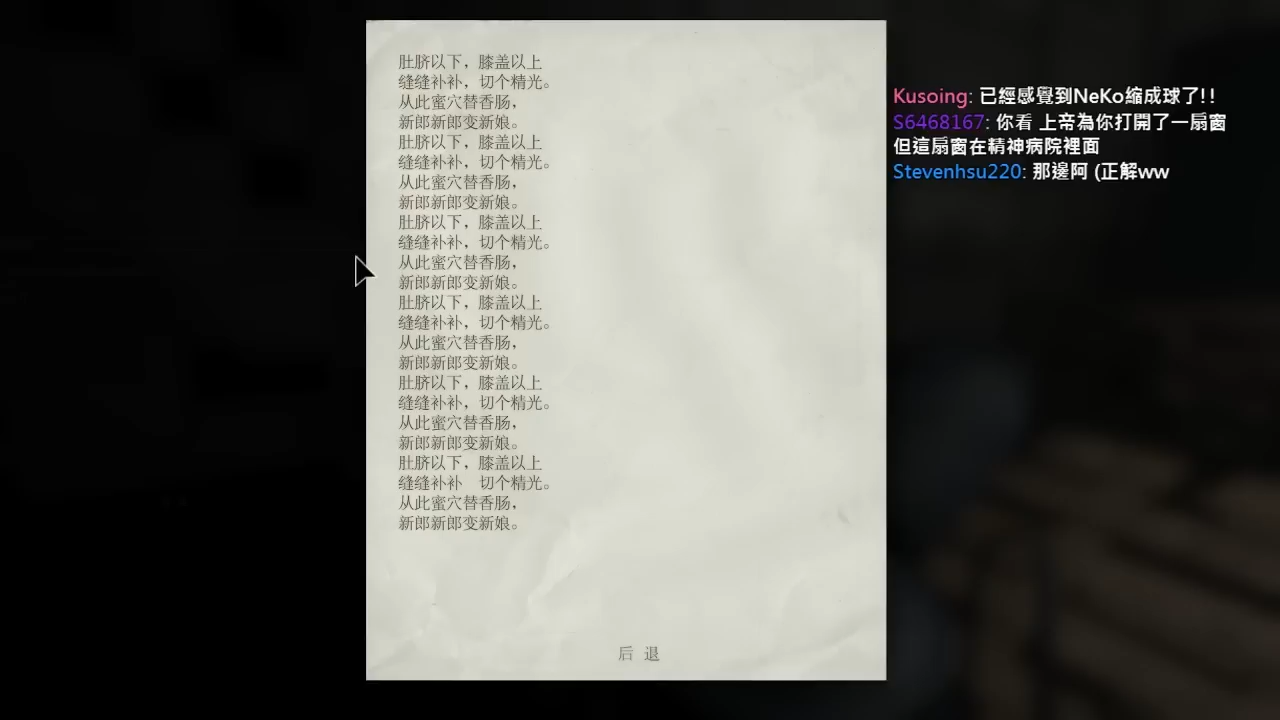 肚脐以下，膝盖以上
缝缝补补，切个精光。
从此蜜穴替香肠，
新郎新郎变新娘。
肚脐以下，膝盖以上
缝缝补补，切个精光。
从此蜜穴替香肠，
新郎新郎变新娘。
肚脐以下，膝盖以上
缝缝补补，切个精光。
从此蜜穴替香肠，
新郎新郎变新娘。
肚脐以下，膝盖以上
缝缝补补，切个精光。
从此蜜穴替香肠，
新郎新郎变新娘。
肚脐以下，膝盖以上
缝缝补补，切个精光。
从此蜜穴替香肠，
新郎新郎变新娘。
肚脐以下，膝盖以上
缝缝补补　切个精光。
从此蜜穴替香肠，
新郎新郎变新娘。
后 退
Kusoing: 已經感覺到NeKo縮成球了!!
S6468167: 你看 上帝為你打開了一扇窗
但這扇窗在精神病院裡面
Stevenhsu220: 那邊阿 (正解ww